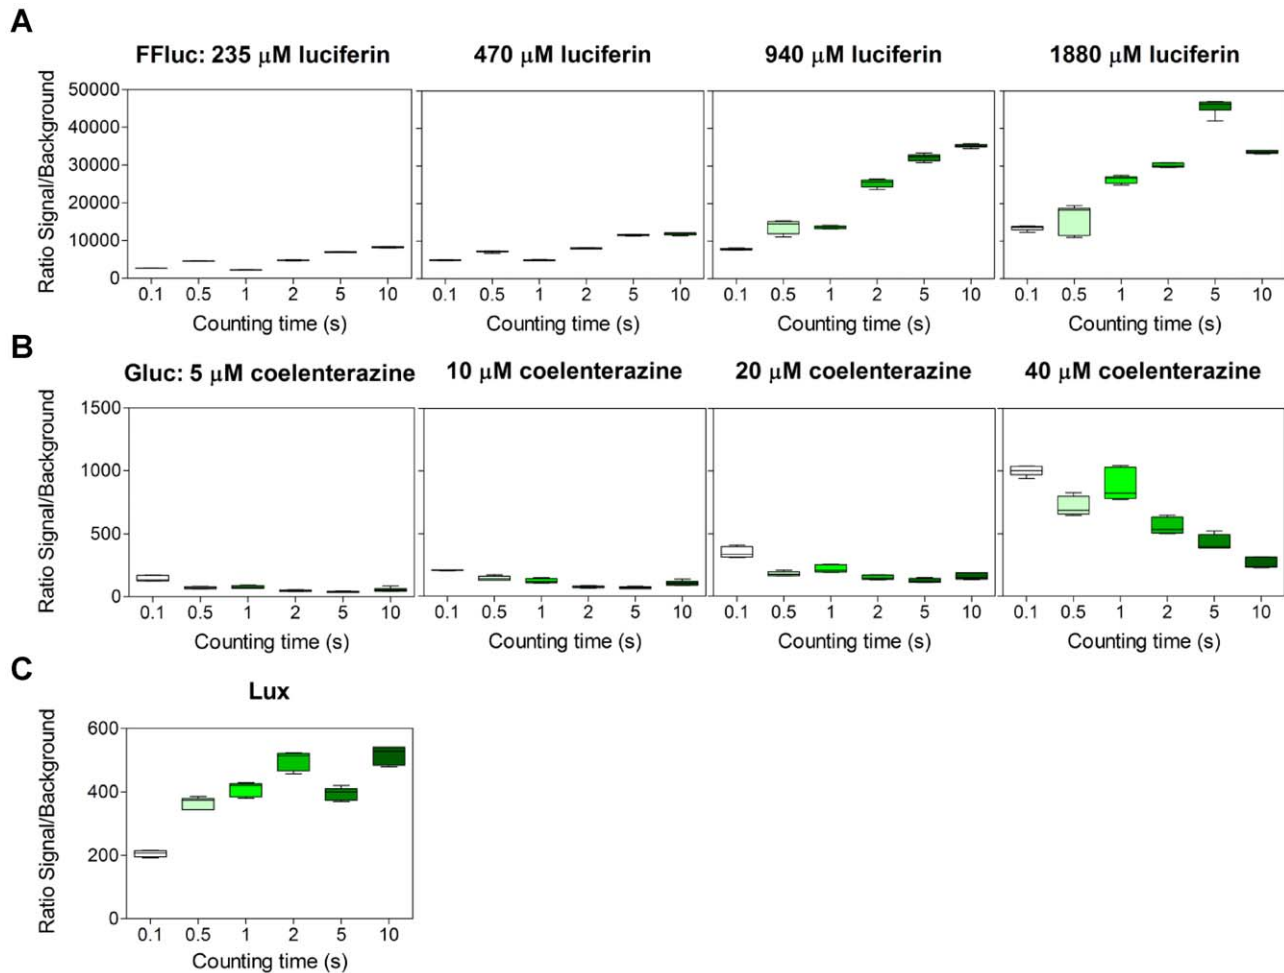 A
FFluc: 235 μM luciferin
470 μM luciferin
940 μM luciferin
1880 μM luciferin
Ratio Signal/Background
50000
40000
30000
20000
10000
0
0.1 0.5 1 2 5 10
0.1 0.5 1 2 5 10
0.1 0.5 1 2 5 10
0.1 0.5 1 2 5 10
Counting time (s)
Counting time (s)
Counting time (s)
Counting time (s)
B
Gluc: 5 μM coelenterazine
10 μM coelenterazine
20 μM coelenterazine
40 μM coelenterazine
Ratio Signal/Background
1500
1000
500
0
0.1 0.5 1 2 5 10
0.1 0.5 1 2 5 10
0.1 0.5 1 2 5 10
0.1 0.5 1 2 5 10
Counting time (s)
Counting time (s)
Counting time (s)
Counting time (s)
C
Lux
Ratio Signal/Background
600
400
200
0
0.1 0.5 1 2 5 10
Counting time (s)